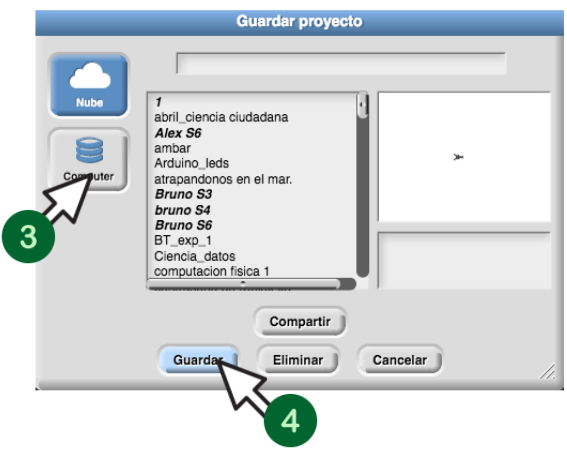 Guardar proyecto
Nube
Computer
3
1
abril_ciencia ciudadana
Alex S6
ambar
Arduino_leds
atrapandonos en el mar.
Bruno S3
bruno S4
Bruno S6
BT_exp_1
Ciencia_datos
computacion fisica 1
Compartir
Guardar Eliminar Cancelar
4